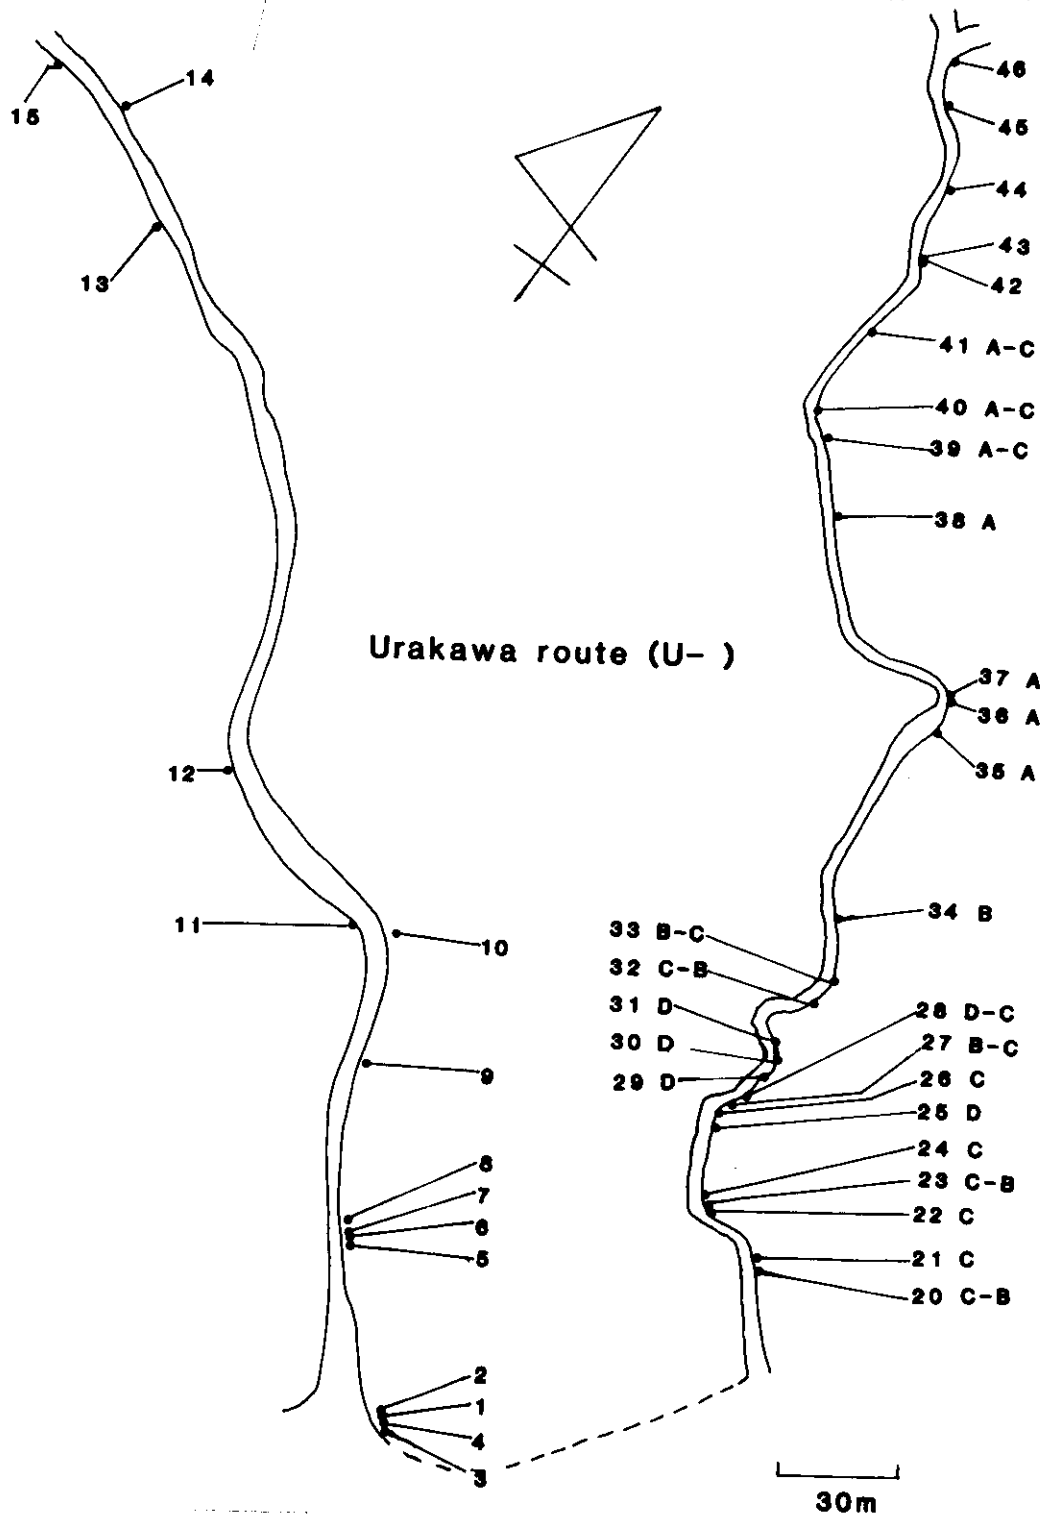 15
14
13
12
11
10
9
8
7
6
5
2
1
4
3
Urakawa route (U- )
46
45
44
43
42
41 A-C
40 A-C
39 A-C
38 A
37 A
36 A
35 A
34 B
33 B-C
32 C-B
31 D
30 D
29 D
28 D-C
27 B-C
26 C
25 D
24 C
23 C-B
22 C
21 C
20 C-B
30m